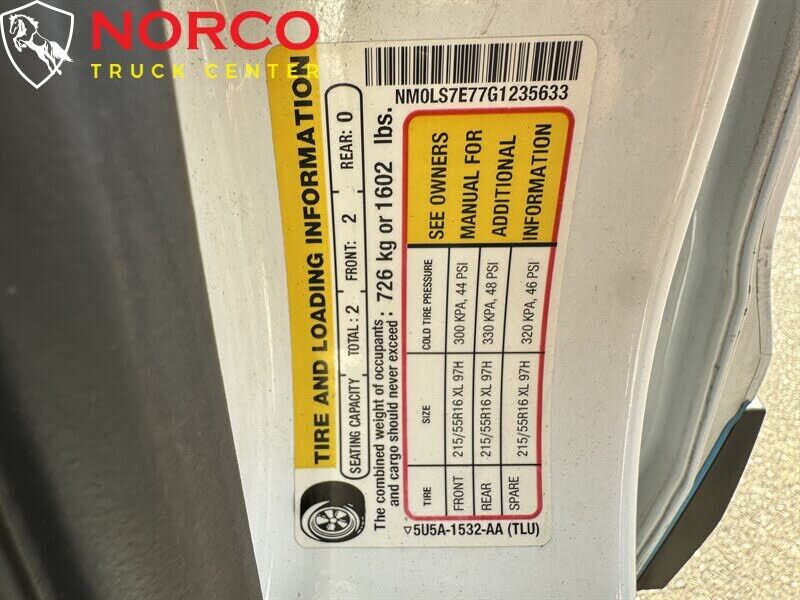 NORCO
TRUCK CENTER
NM0LS7E77G1235633
TIRE AND LOADING INFORMATION
SEATING CAPACITY TOTAL: 2 FRONT: 2 REAR: 0
The combined weight of occupants and cargo should never exceed: 726 kg or 1602 lbs.
TIRE SIZE COLD TIRE PRESSURE
FRONT 215/55R16 XL 97H 300 KPA, 44 PSI
REAR 215/55R16 XL 97H 330 KPA, 48 PSI
SPARE 215/55R16 XL 97H 320 KPA, 46 PSI
SEE OWNERS
MANUAL FOR
ADDITIONAL
INFORMATION
▽5U5A-1532-AA (TLU)